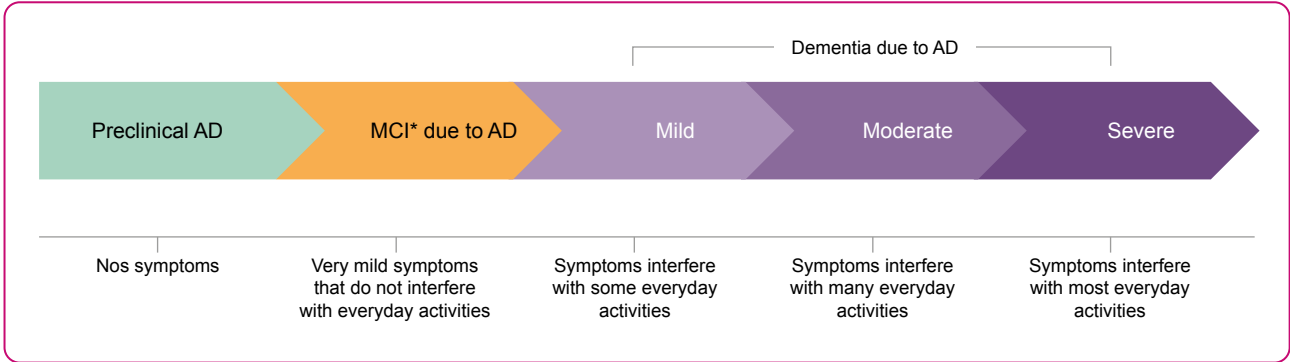 Dementia due to AD
Preclinical AD
MCI* due to AD
Mild
Moderate
Severe
Nos symptoms
Very mild symptoms
that do not interfere
with everyday activities
Symptoms interfere
with some everyday
activities
Symptoms interfere
with many everyday
activities
Symptoms interfere
with most everyday
activities